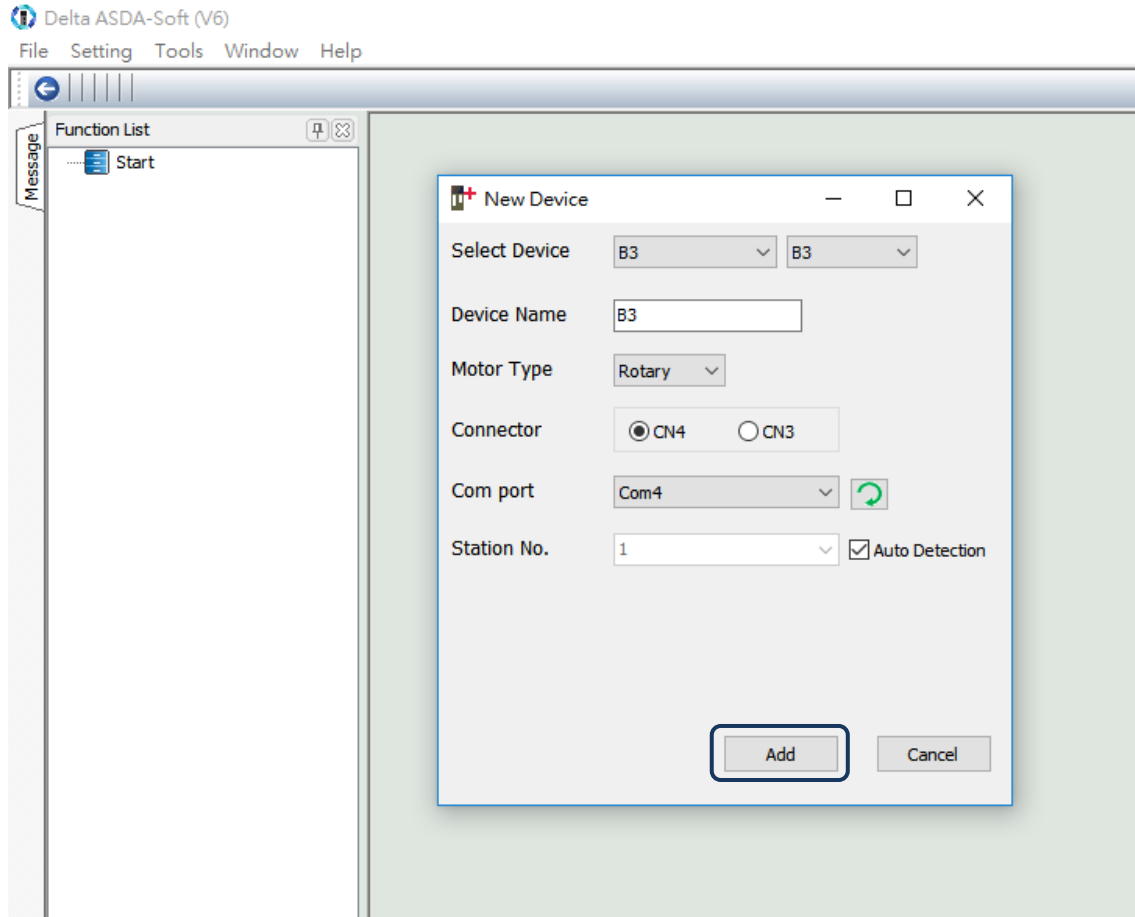 Delta ASDA-Soft (V6)
File Setting Tools Window Help
Message
Function List
Start
New Device
Select Device B3 B3
Device Name B3
Motor Type Rotary
Connector CN4 CN3
Com port Com4
Station No. 1 Auto Detection
Add Cancel